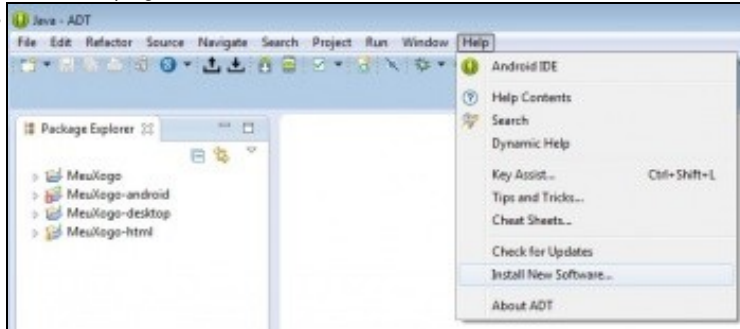 Java - ADT
File Edit Refactor Source Navigate Search Project Run Window Help
Android IDE
Help Contents
Search
Dynamic Help
Key Assist... Ctrl+Shift+L
Tips and Tricks...
Cheat Sheets...
Check for Updates
Install New Software...
About ADT
Package Explorer
MeuXogo
MeuXogo-android
MeuXogo-desktop
MeuXogo-html